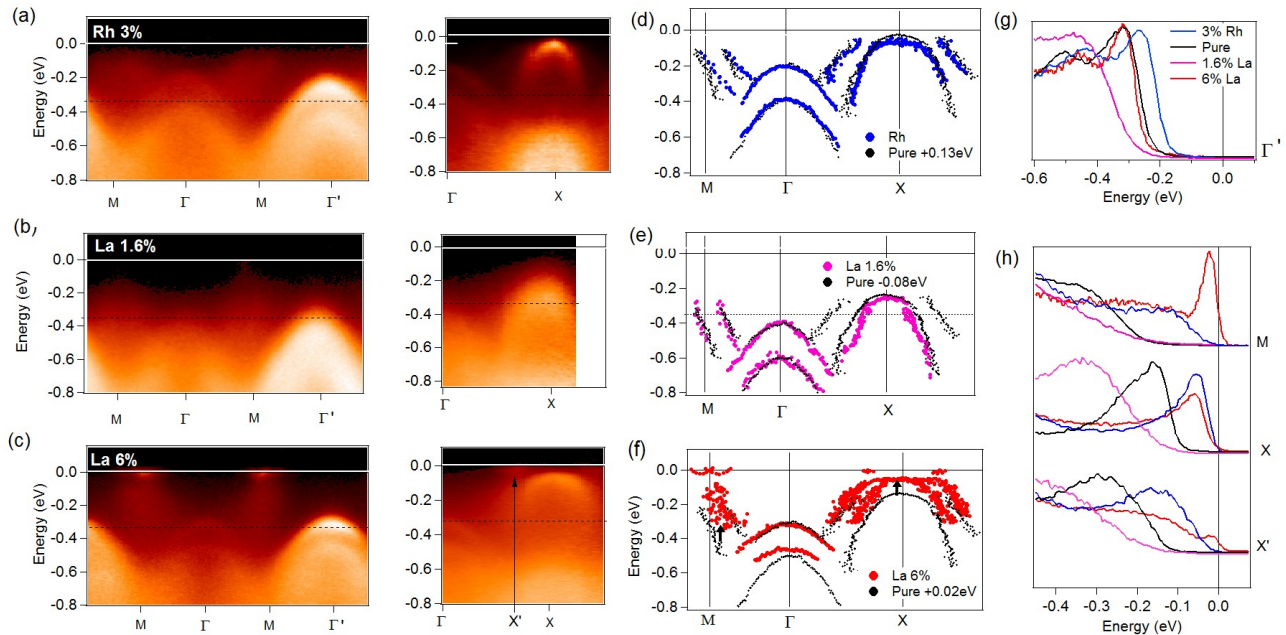 (a)
Rh 3%
Energy (eV)
0.0
-0.2
-0.4
-0.6
-0.8
M Γ M Γ'
0.0
-0.2
-0.4
-0.6
-0.8
Γ X
(d)
Energy (eV)
0.0
-0.2
-0.4
-0.6
-0.8
Rh
Pure +0.13eV
M Γ X
(g)
3% Rh
Pure
1.6% La
6% La
Γ'
-0.6 -0.4 -0.2 0.0
Energy (eV)
(b),
La 1.6%
Energy (eV)
0.0
-0.2
-0.4
-0.6
-0.8
M Γ M Γ'
0.0
-0.2
-0.4
-0.6
-0.8
Γ X
(e)
Energy (eV)
0.0
-0.2
-0.4
-0.6
-0.8
La 1.6%
Pure -0.08eV
M Γ X
(h)
M
X
X'
-0.4 -0.3 -0.2 -0.1 0.0
Energy (eV)
(c)
La 6%
Energy (eV)
0.0
-0.2
-0.4
-0.6
-0.8
M Γ M Γ'
0.0
-0.2
-0.4
-0.6
-0.8
Γ X' X
(f)
Energy (eV)
0.0
-0.2
-0.4
-0.6
-0.8
La 6%
Pure +0.02eV
M Γ X